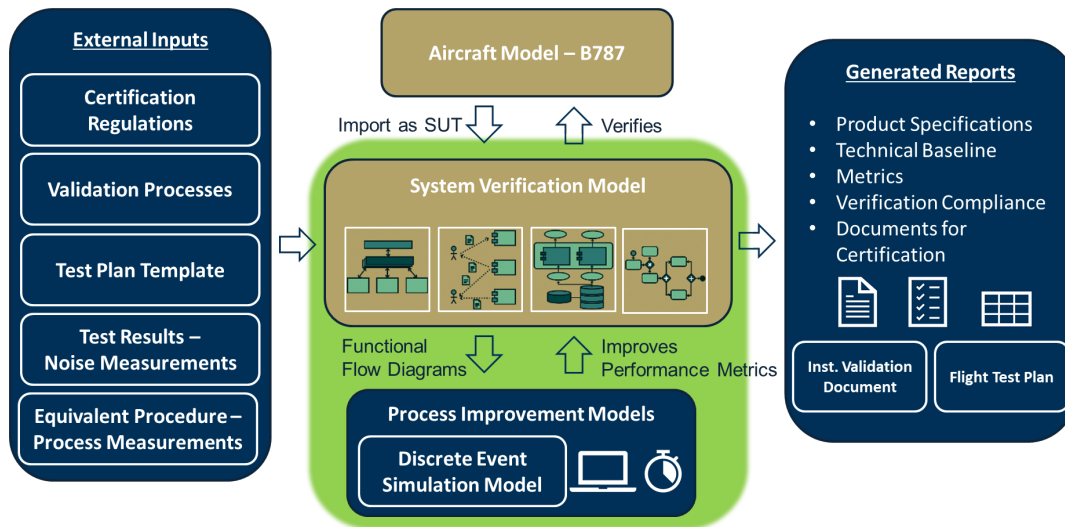 External Inputs
Certification
Regulations
Validation Processes
Test Plan Template
Test Results –
Noise Measurements
Equivalent Procedure –
Process Measurements
Aircraft Model – B787
Import as SUT
Verifies
System Verification Model
Functional
Flow Diagrams
Improves
Performance Metrics
Process Improvement Models
Discrete Event
Simulation Model
Generated Reports
• Product Specifications
• Technical Baseline
• Metrics
• Verification Compliance
• Documents for
Certification
Inst. Validation
Document
Flight Test Plan